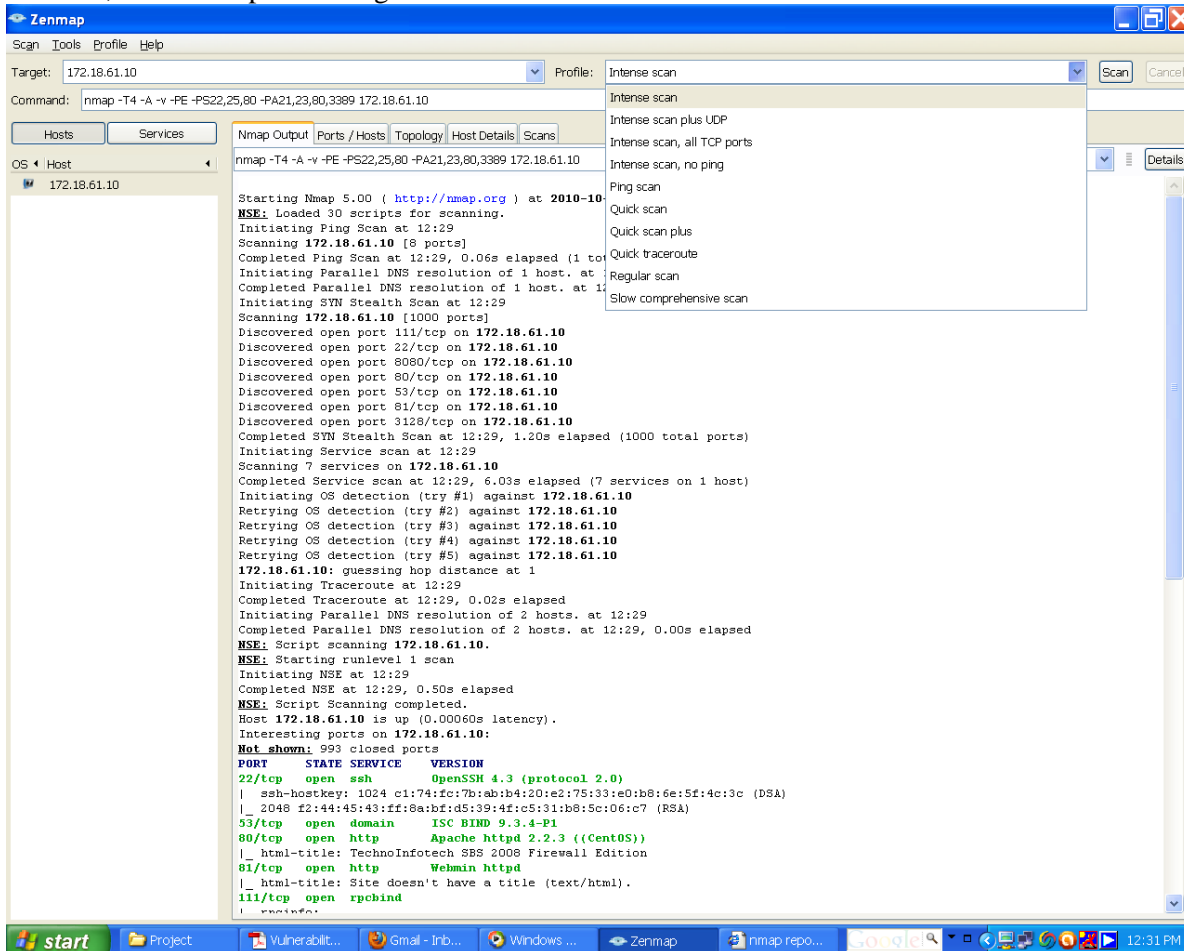 Zenmap
Scan Tools Profile Help
Target: 172.18.61.10 Profile: Intense scan Scan Cancel
Command: nmap -T4 -A -v -PE -PS22,25,80 -PA21,23,80,3389 172.18.61.10
Intense scan
Intense scan plus UDP
Intense scan, all TCP ports
Intense scan, no ping
Ping scan
Quick scan
Quick scan plus
Quick traceroute
Regular scan
Slow comprehensive scan
Hosts Services
OS Host
172.18.61.10
Nmap Output Ports / Hosts Topology Host Details Scans
nmap -T4 -A -v -PE -PS22,25,80 -PA21,23,80,3389 172.18.61.10 Details
Starting Nmap 5.00 ( http://nmap.org ) at 2010-10-
NSE: Loaded 30 scripts for scanning.
Initiating Ping Scan at 12:29
Scanning 172.18.61.10 [8 ports]
Completed Ping Scan at 12:29, 0.06s elapsed (1 to
Initiating Parallel DNS resolution of 1 host. at
Completed Parallel DNS resolution of 1 host. at 12
Initiating SYN Stealth Scan at 12:29
Scanning 172.18.61.10 [1000 ports]
Discovered open port 111/tcp on 172.18.61.10
Discovered open port 22/tcp on 172.18.61.10
Discovered open port 8080/tcp on 172.18.61.10
Discovered open port 80/tcp on 172.18.61.10
Discovered open port 53/tcp on 172.18.61.10
Discovered open port 81/tcp on 172.18.61.10
Discovered open port 3128/tcp on 172.18.61.10
Completed SYN Stealth Scan at 12:29, 1.20s elapsed (1000 total ports)
Initiating Service scan at 12:29
Scanning 7 services on 172.18.61.10
Completed Service scan at 12:29, 6.03s elapsed (7 services on 1 host)
Initiating OS detection (try #1) against 172.18.61.10
Retrying OS detection (try #2) against 172.18.61.10
Retrying OS detection (try #3) against 172.18.61.10
Retrying OS detection (try #4) against 172.18.61.10
Retrying OS detection (try #5) against 172.18.61.10
172.18.61.10: guessing hop distance at 1
Initiating Traceroute at 12:29
Completed Traceroute at 12:29, 0.02s elapsed
Initiating Parallel DNS resolution of 2 hosts. at 12:29
Completed Parallel DNS resolution of 2 hosts. at 12:29, 0.00s elapsed
NSE: Script scanning 172.18.61.10.
NSE: Starting runlevel 1 scan
Initiating NSE at 12:29
Completed NSE at 12:29, 0.50s elapsed
NSE: Script Scanning completed.
Host 172.18.61.10 is up (0.00060s latency).
Interesting ports on 172.18.61.10:
Not shown: 993 closed ports
PORT STATE SERVICE VERSION
22/tcp open ssh OpenSSH 4.3 (protocol 2.0)
| ssh-hostkey: 1024 c1:74:fc:7b:ab:b4:20:e2:75:33:e0:b8:6e:5f:4c:3c (DSA)
|_ 2048 f2:44:45:43:ff:8a:bf:d5:39:4f:c5:31:b8:5c:06:c7 (RSA)
53/tcp open domain ISC BIND 9.3.4-P1
80/tcp open http Apache httpd 2.2.3 ((CentOS))
|_ html-title: TechnoInfotech SBS 2008 Firewall Edition
81/tcp open http Webmin httpd
|_ html-title: Site doesn't have a title (text/html).
111/tcp open rpcbind
| rpcinfo:
start Project Vulnerabilit... Gmail - Inb... Windows ... Zenmap nmap repo... Google 12:31 PM